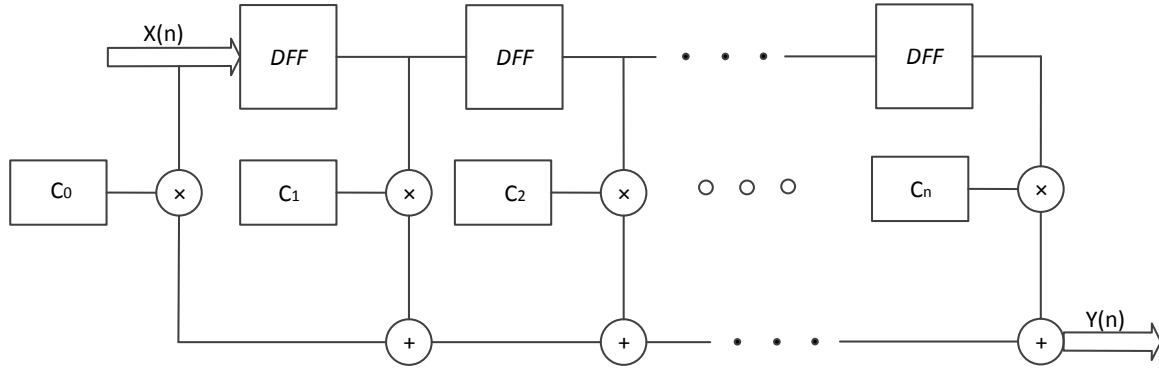 X(n)
DFF
DFF
DFF
C0
×
C1
×
C2
×
Cn
×
+
+
+
Y(n)